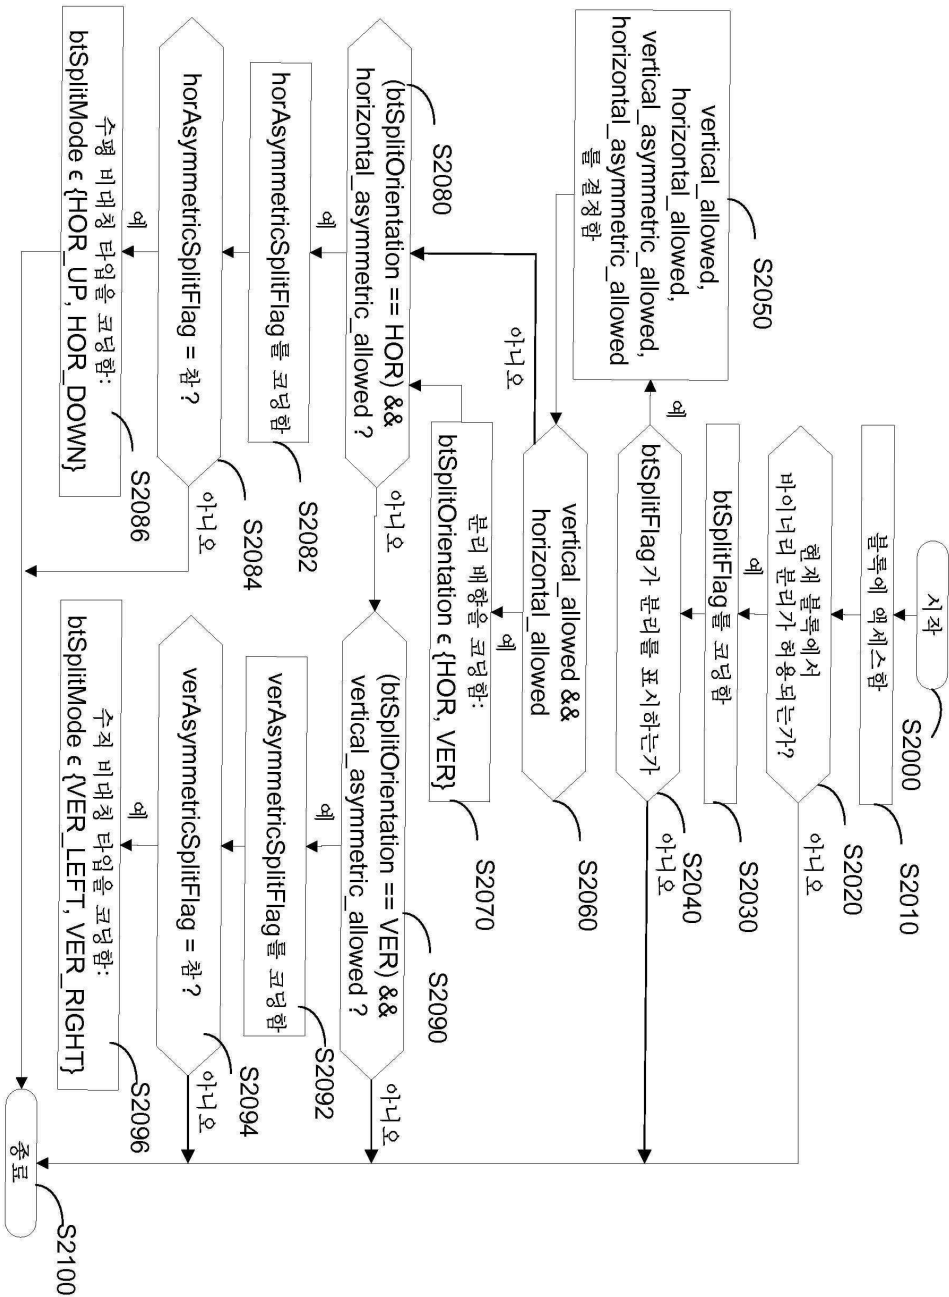 시작
S2000
블록에 액세스함
S2010
현재 블록에서
바이너리 분리가 허용되는가?
S2020
아니오
예
btSplitFlag를 코딩함
S2030
btSplitFlag가 분리를 표시하는가
S2040
아니오
예
vertical_allowed,
horizontal_allowed,
vertical_asymmetric_allowed,
horizontal_asymmetric_allowed
를 결정함
S2050
vertical_allowed &&
horizontal_allowed
S2060
아니오
예
분리 배향을 코딩함:
btSplitOrientation ϵ {HOR, VER}
S2070
(btSplitOrientation == HOR) &&
horizontal_asymmetric_allowed ?
S2080
아니오
예
horAsymmetricSplitFlag를 코딩함
S2082
horAsymmetricSplitFlag = 참 ?
S2084
아니오
예
수평 비대칭 타입을 코딩함:
btSplitMode ϵ {HOR_UP, HOR_DOWN}
S2086
(btSplitOrientation == VER) &&
vertical_asymmetric_allowed ?
S2090
아니오
예
verAsymmetricSplitFlag를 코딩함
S2092
verAsymmetricSplitFlag = 참 ?
S2094
아니오
예
수직 비대칭 타입을 코딩함:
btSplitMode ϵ {VER_LEFT, VER_RIGHT}
S2096
종료
S2100